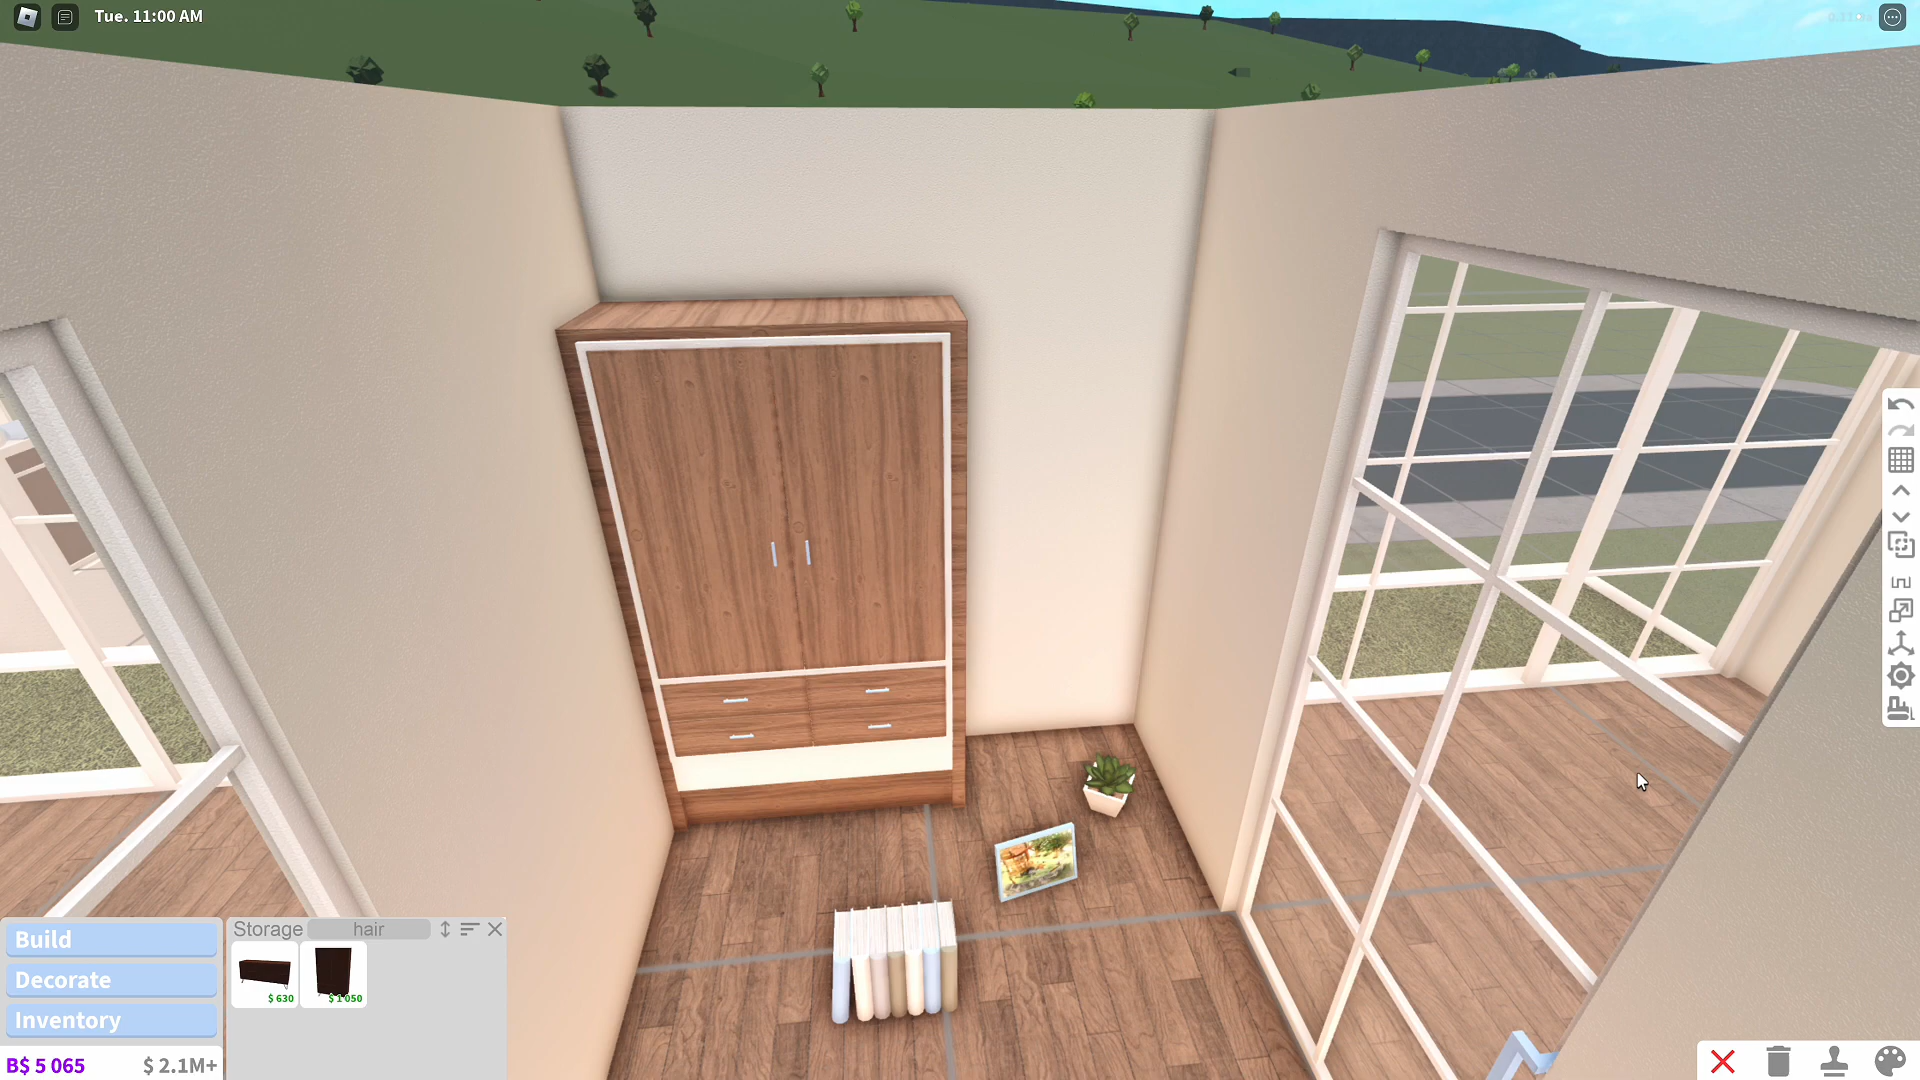 Tue. 11:00 AM
Build
Decorate
Inventory
B$ 5 065
$ 2.1M+
Storage
hair
$ 630
$ 1 050